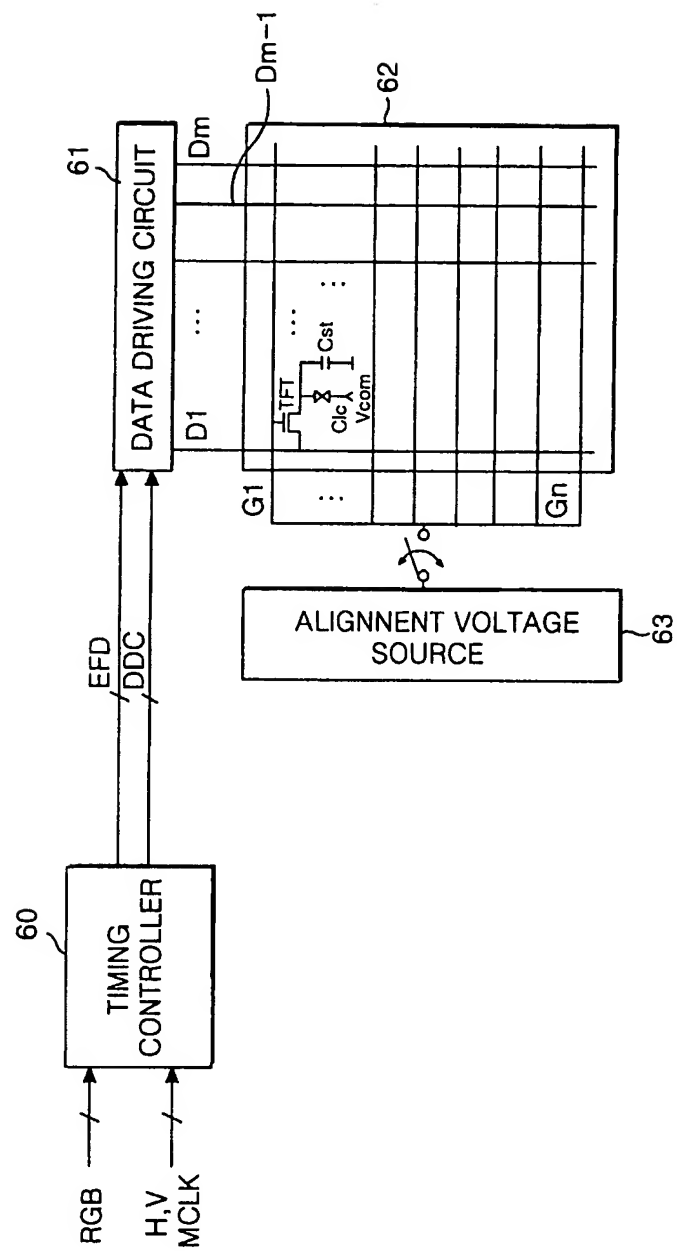 RGB
H,V
MCLK
60
TIMING
CONTROLLER
EFD
DDC
61
DATA DRIVING CIRCUIT
D1
...
Dm
Dm-1
62
G1
...
Gn
TFT
Clc
Cst
Vcom
...
...
ALIGNNENT VOLTAGE
SOURCE
63